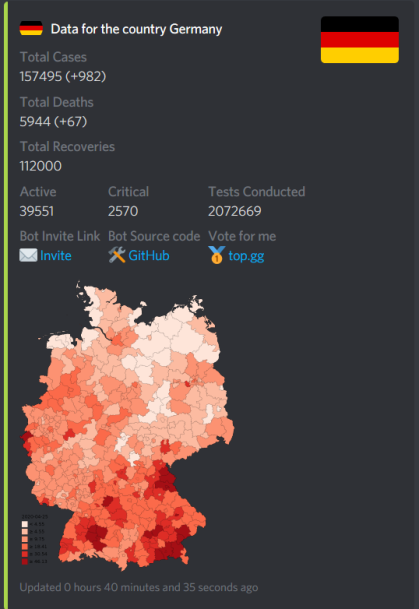 Data for the country Germany
Total Cases
157495 (+982)
Total Deaths
5944 (+67)
Total Recoveries
112000
Active Critical Tests Conducted
39551 2570 2072669
Bot Invite Link Bot Source code Vote for me
Invite GitHub top.gg
Updated 0 hours 40 minutes and 35 seconds ago